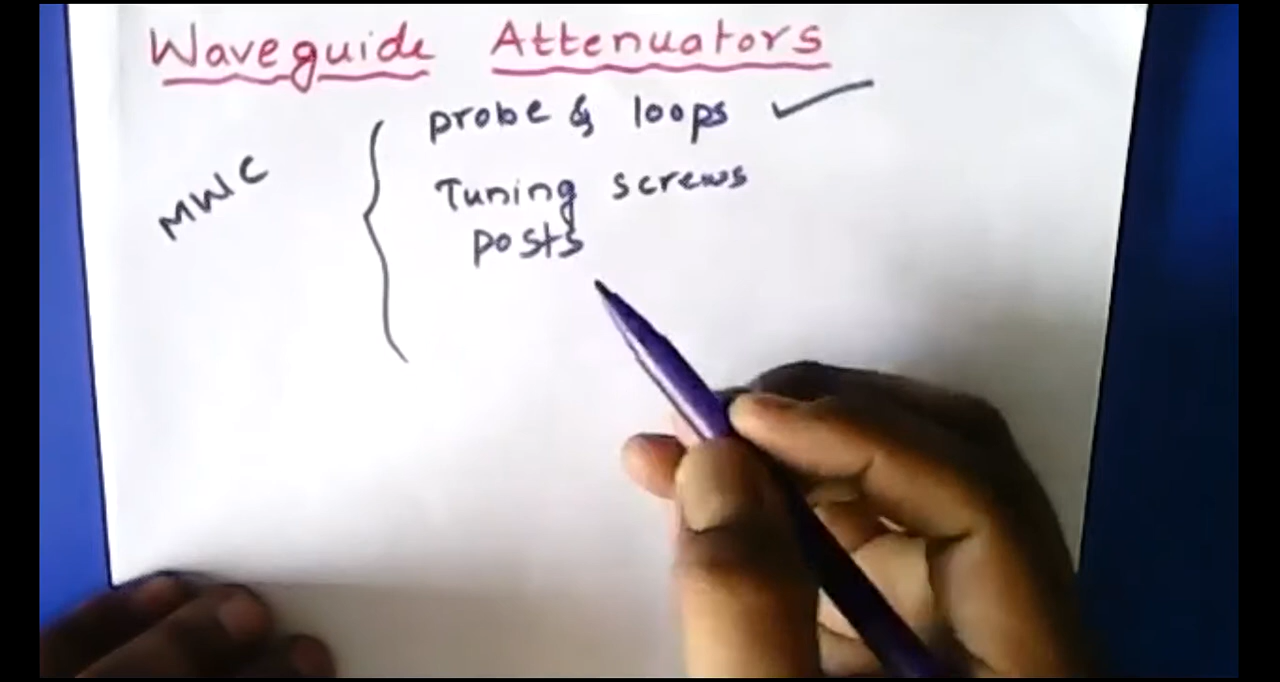 Waveguide Attenuators
probe & loops
MWC
Tuning screws
posts